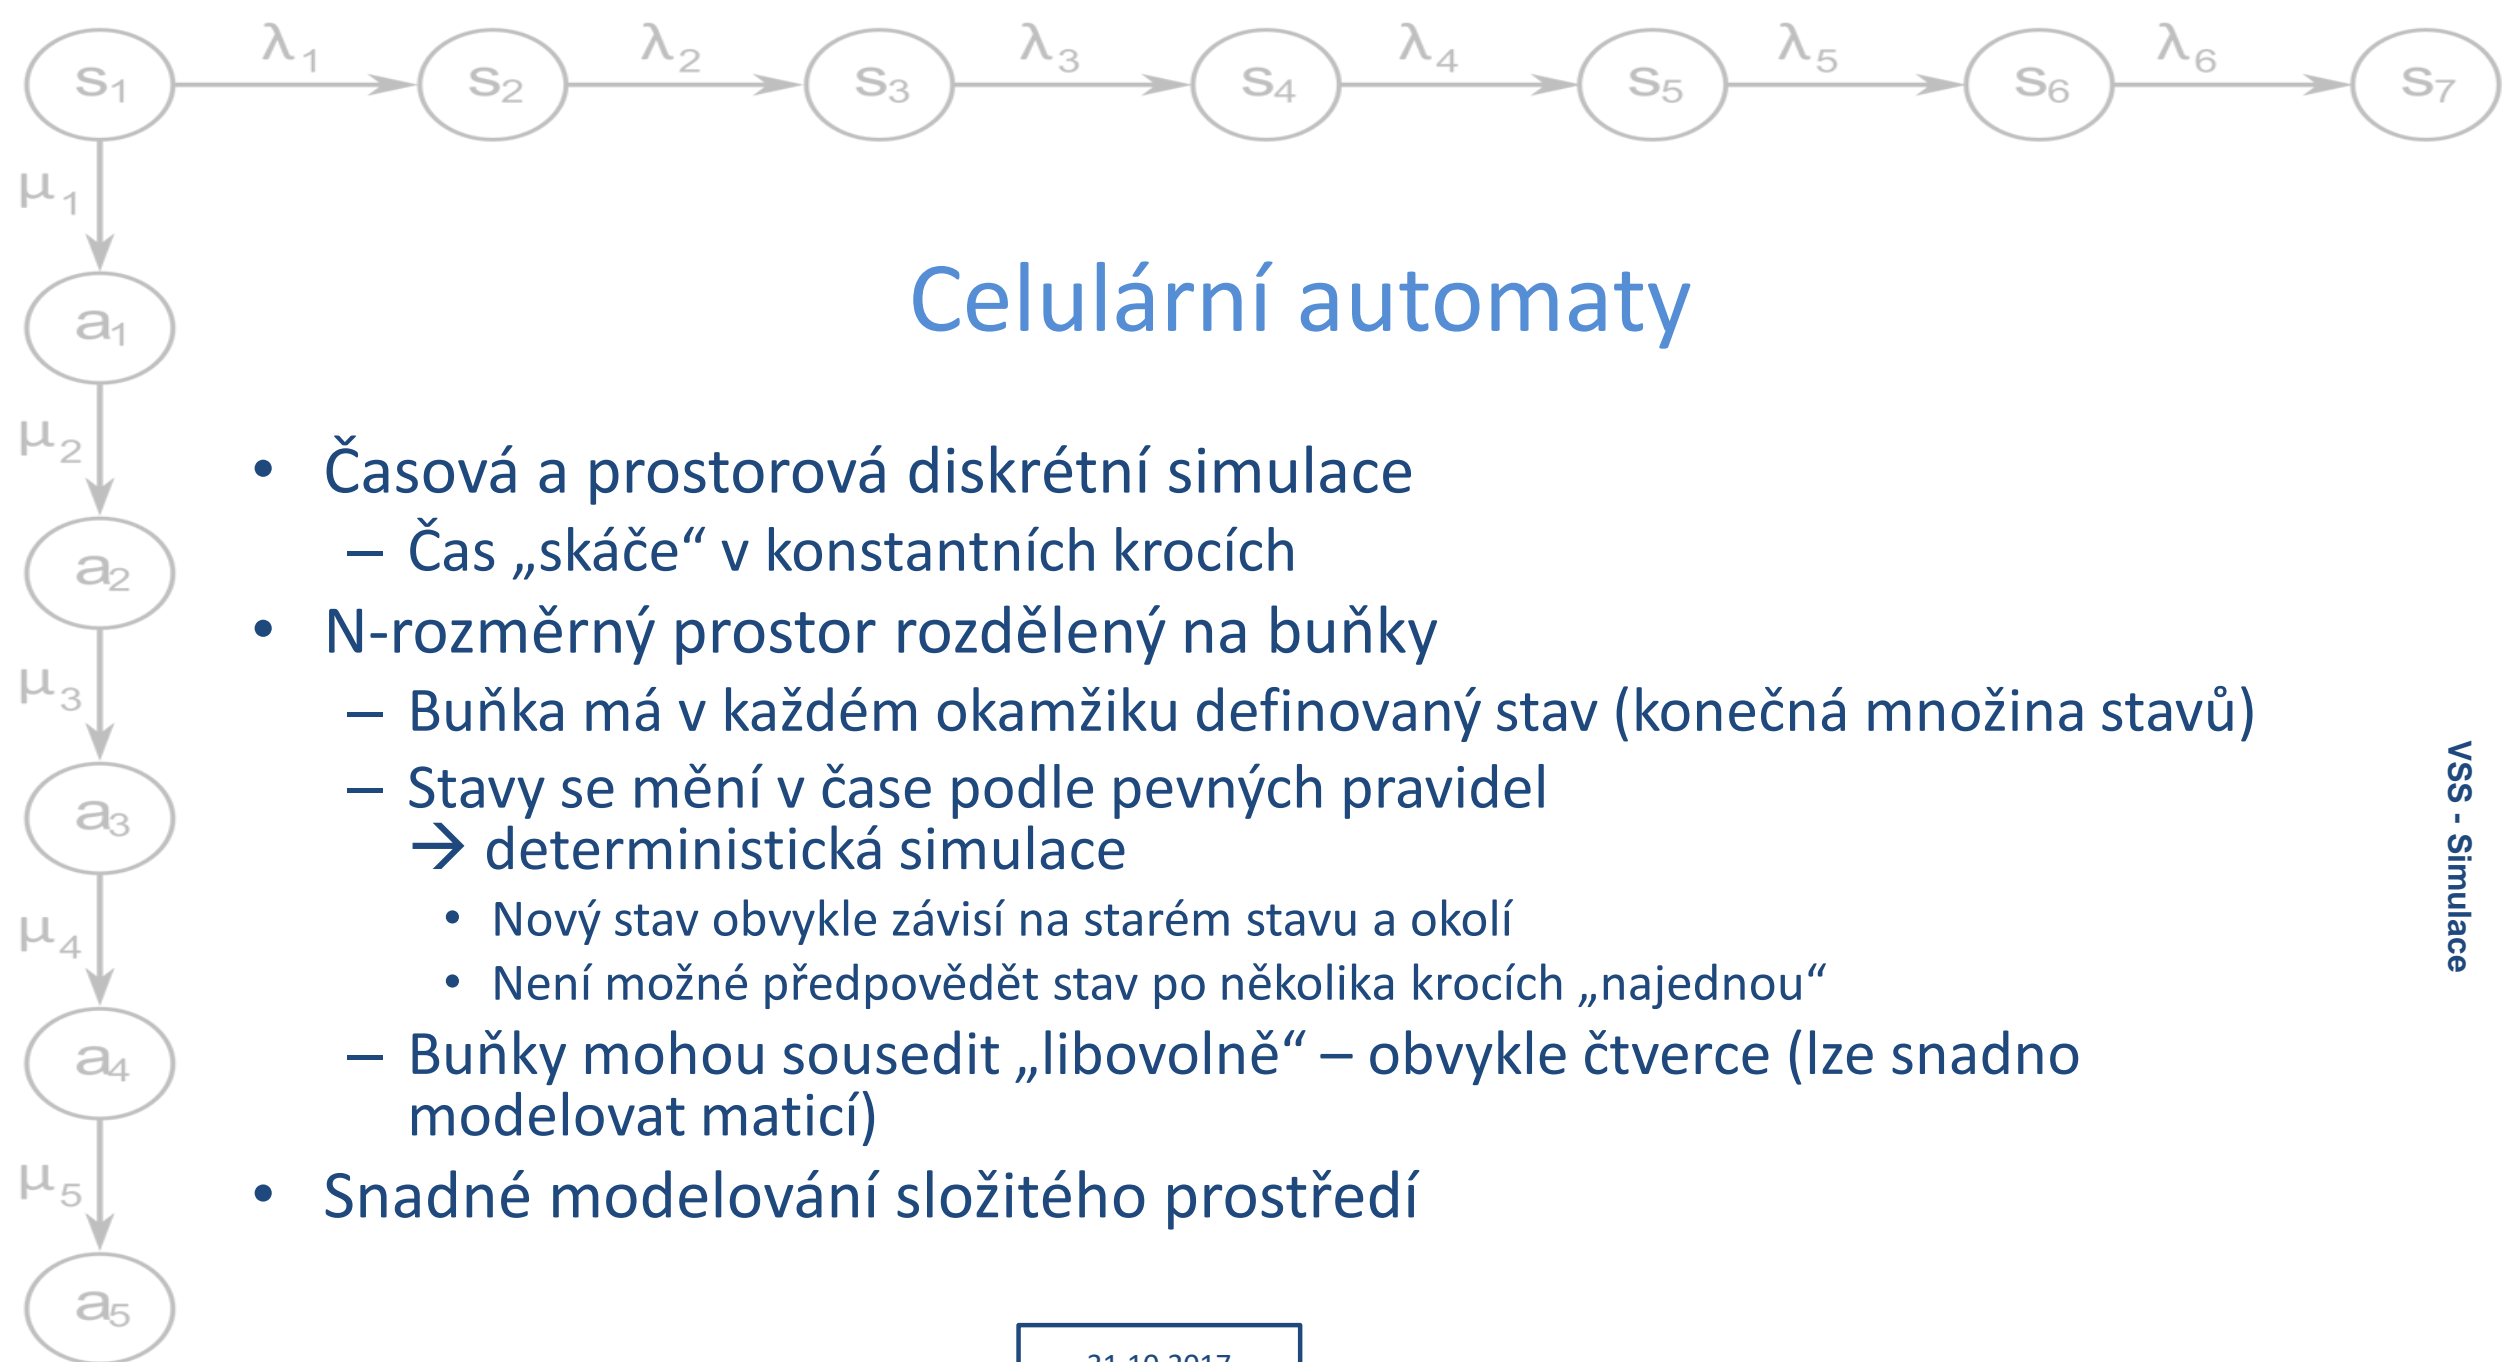 s1 λ1 s2 λ2 s3 λ3 s4 λ4 s5 λ5 s6 λ6 s7
μ1
a1
μ2
a2
μ3
a3
μ4
a4
μ5
a5
Celulární automaty
• Časová a prostorová diskrétní simulace
– Čas „skáče“ v konstantních krocích
• N-rozměrný prostor rozdělený na buňky
– Buňka má v každém okamžiku definovaný stav (konečná množina stavů)
– Stavy se mění v čase podle pevných pravidel
→ deterministická simulace
• Nový stav obvykle závisí na starém stavu a okolí
• Není možné předpovědět stav po několika krocích „najednou“
– Buňky mohou sousedit „libovolně“ – obvykle čtverce (lze snadno
modelovat maticí)
• Snadné modelování složitého prostředí
VSS - Simulace
31.10.2017